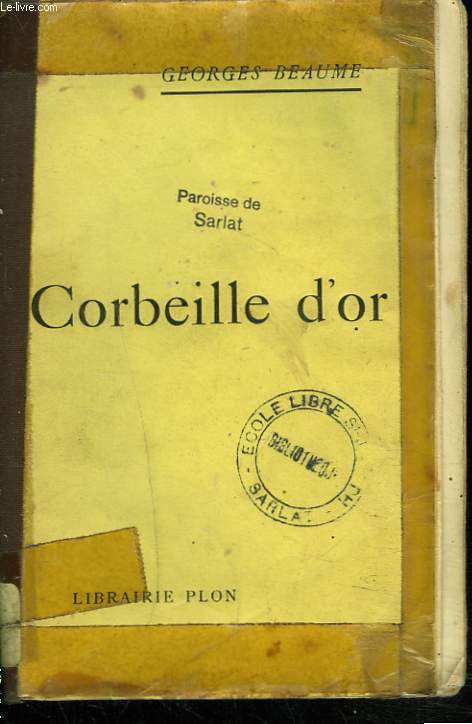 Le-livre.com
GEORGES BEAUME
Paroisse de
Sarlat
Corbeille d'or
ECOLE LIBRE
SARLAT
LIBRAIRIE PLON